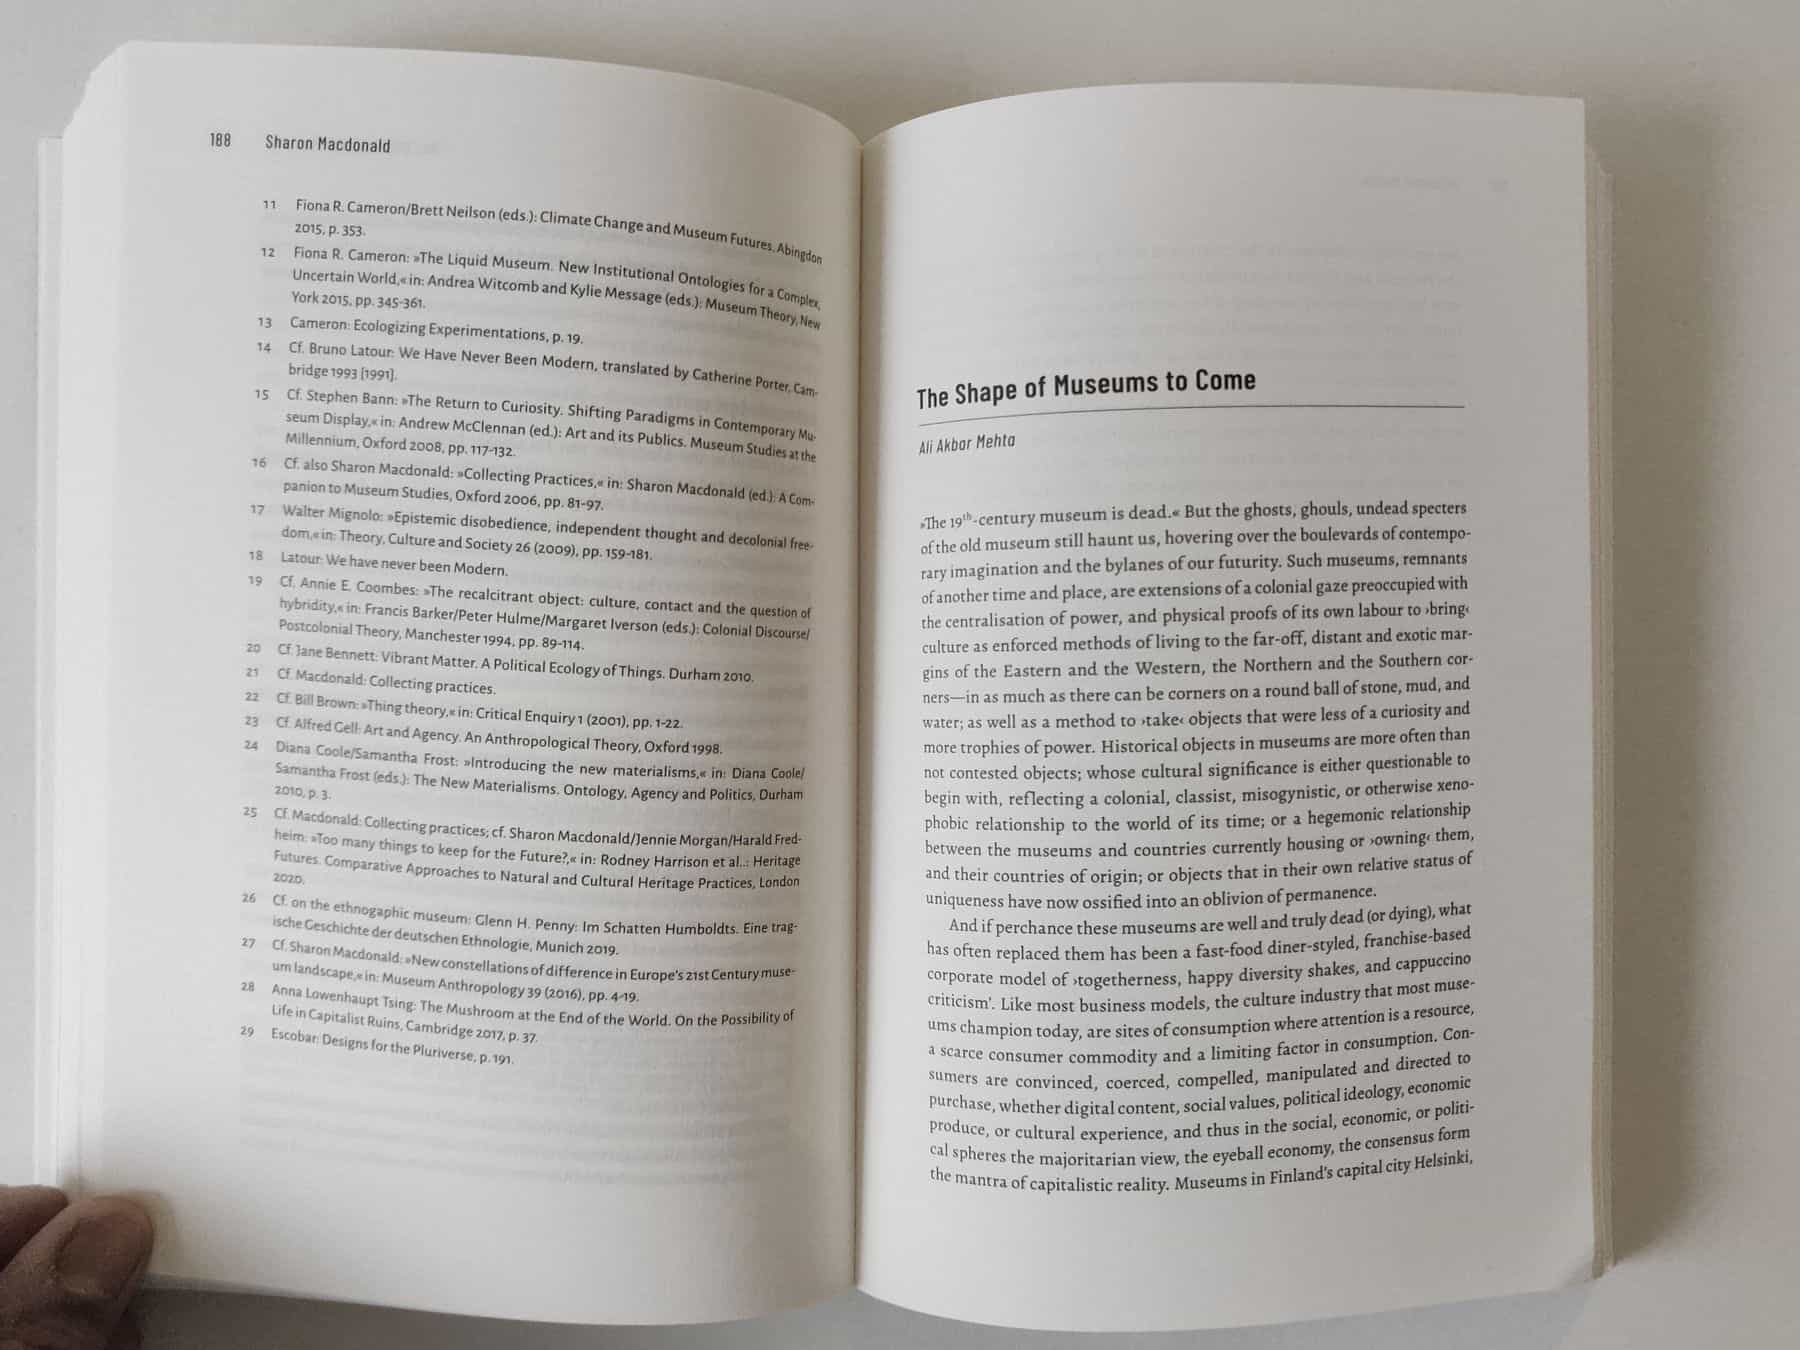 188 Sharon Macdonald
11 Fiona R. Cameron/Brett Neilson (eds.): Climate Change and Museum Futures. Abingdon
2015, p. 353.
12 Fiona R. Cameron: »The Liquid Museum. New Institutional Ontologies for a Complex,
Uncertain World,« in: Andrea Witcomb and Kylie Message (eds.): Museum Theory, New
York 2015, pp. 345-361.
13 Cameron: Ecologizing Experimentations, p. 19.
14 Cf. Bruno Latour: We Have Never Been Modern, translated by Catherine Porter, Cam-
bridge 1993 [1991].
15 Cf. Stephen Bann: »The Return to Curiosity. Shifting Paradigms in Contemporary Mu-
seum Display,« in: Andrew McClennan (ed.): Art and its Publics. Museum Studies at the
Millennium, Oxford 2008, pp. 117-132.
16 Cf. also Sharon Macdonald: »Collecting Practices,« in: Sharon Macdonald (ed.): A Com-
panion to Museum Studies, Oxford 2006, pp. 81-97.
17 Walter Mignolo: »Epistemic disobedience, independent thought and decolonial free-
dom,« in: Theory, Culture and Society 26 (2009), pp. 159-181.
18 Latour: We have never been Modern.
19 Cf. Annie E. Coombes: »The recalcitrant object: culture, contact and the question of
hybridity,« in: Francis Barker/Peter Hulme/Margaret Iverson (eds.): Colonial Discourse/
Postcolonial Theory, Manchester 1994, pp. 89-114.
20 Cf. Jane Bennett: Vibrant Matter. A Political Ecology of Things. Durham 2010.
21 Cf. Macdonald: Collecting practices.
22 Cf. Bill Brown: »Thing theory,« in: Critical Enquiry 1 (2001), pp. 1-22.
23 Cf. Alfred Gell: Art and Agency. An Anthropological Theory, Oxford 1998.
24 Diana Coole/Samantha Frost: »Introducing the new materialisms,« in: Diana Coole/
Samantha Frost (eds.): The New Materialisms. Ontology, Agency and Politics, Durham
2010, p. 3.
25 Cf. Macdonald: Collecting practices; cf. Sharon Macdonald/Jennie Morgan/Harald Fred-
heim: »Too many things to keep for the Future?,« in: Rodney Harrison et al..: Heritage
Futures. Comparative Approaches to Natural and Cultural Heritage Practices, London
2020.
26 Cf. on the ethnogaphic museum: Glenn H. Penny: Im Schatten Humboldts. Eine trag-
ische Geschichte der deutschen Ethnologie, Munich 2019.
27 Cf. Sharon Macdonald: »New constellations of difference in Europe's 21st Century muse-
um landscape,« in: Museum Anthropology 39 (2016), pp. 4-19.
28 Anna Lowenhaupt Tsing: The Mushroom at the End of the World. On the Possibility of
Life in Capitalist Ruins, Cambridge 2017, p. 37.
29 Escobar: Designs for the Pluriverse, p. 191.
The Shape of Museums to Come
Ali Akbar Mehta
»The 19th-century museum is dead.« But the ghosts, ghouls, undead specters
of the old museum still haunt us, hovering over the boulevards of contempo-
rary imagination and the bylanes of our futurity. Such museums, remnants
of another time and place, are extensions of a colonial gaze preoccupied with
the centralisation of power, and physical proofs of its own labour to ›bring‹
culture as enforced methods of living to the far-off, distant and exotic mar-
gins of the Eastern and the Western, the Northern and the Southern cor-
ners—in as much as there can be corners on a round ball of stone, mud, and
water; as well as a method to ›take‹ objects that were less of a curiosity and
more trophies of power. Historical objects in museums are more often than
not contested objects; whose cultural significance is either questionable to
begin with, reflecting a colonial, classist, misogynistic, or otherwise xeno-
phobic relationship to the world of its time; or a hegemonic relationship
between the museums and countries currently housing or ›owning‹ them,
and their countries of origin; or objects that in their own relative status of
uniqueness have now ossified into an oblivion of permanence.
And if perchance these museums are well and truly dead (or dying), what
has often replaced them has been a fast-food diner-styled, franchise-based
corporate model of ›togetherness, happy diversity shakes, and cappuccino
criticism'. Like most business models, the culture industry that most muse-
ums champion today, are sites of consumption where attention is a resource,
a scarce consumer commodity and a limiting factor in consumption. Con-
sumers are convinced, coerced, compelled, manipulated and directed to
purchase, whether digital content, social values, political ideology, economic
produce, or cultural experience, and thus in the social, economic, or politi-
cal spheres the majoritarian view, the eyeball economy, the consensus form
the mantra of capitalistic reality. Museums in Finland's capital city Helsinki,